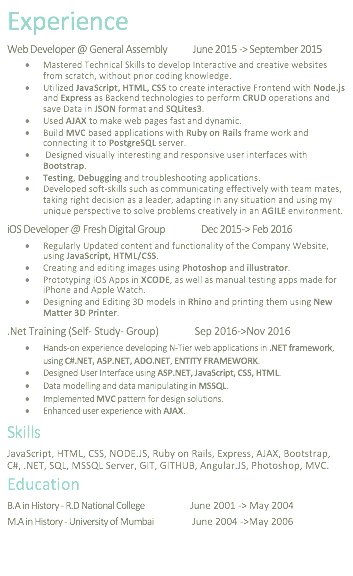 Experience
Web Developer @ General Assembly June 2015 -> September 2015
• Mastered Technical Skills to develop Interactive and creative websites
from scratch, without prior coding knowledge.
• Utilized JavaScript, HTML, CSS to create interactive Frontend with Node.js
and Express as Backend technologies to perform CRUD operations and
save Data in JSON format and SQLites3.
• Used AJAX to make web pages fast and dynamic.
• Build MVC based applications with Ruby on Rails frame work and
connecting it to PostgreSQL server.
• Designed visually interesting and responsive user interfaces with
Bootstrap.
• Testing, Debugging and troubleshooting applications.
• Developed soft-skills such as communicating effectively with team mates,
taking right decision as a leader, adapting in any situation and using my
unique perspective to solve problems creatively in an AGILE environment.
iOS Developer @ Fresh Digital Group Dec 2015-> Feb 2016
• Regularly Updated content and functionality of the Company Website,
using JavaScript, HTML/CSS.
• Creating and editing images using Photoshop and illustrator.
• Prototyping iOS Apps in XCODE, as well as manual testing apps made for
iPhone and Apple Watch.
• Designing and Editing 3D models in Rhino and printing them using New
Matter 3D Printer.
.Net Training (Self- Study- Group) Sep 2016->Nov 2016
• Hands-on experience developing N-Tier web applications in .NET framework,
using C#.NET, ASP.NET, ADO.NET, ENTITY FRAMEWORK.
• Designed User Interface using ASP.NET, JavaScript, CSS, HTML.
• Data modelling and data manipulating in MSSQL.
• Implemented MVC pattern for design solutions.
• Enhanced user experience with AJAX.
Skills
JavaScript, HTML, CSS, NODE.JS, Ruby on Rails, Express, AJAX, Bootstrap,
C#, .NET, SQL, MSSQL Server, GIT, GITHUB, Angular.JS, Photoshop, MVC.
Education
B.A in History - R.D National College June 2001 -> May 2004
M.A in History - University of Mumbai June 2004 ->May 2006